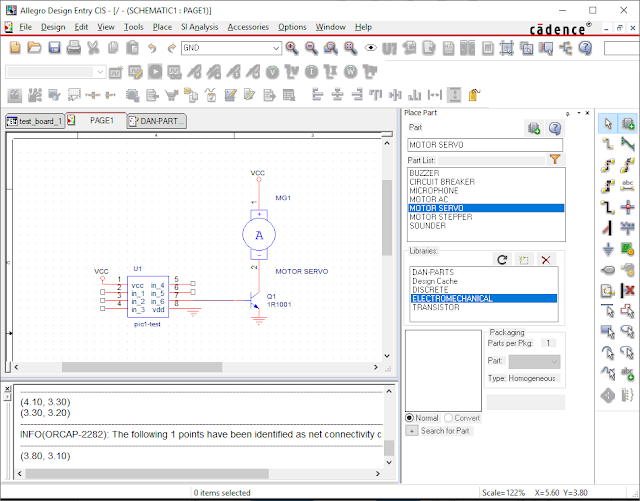 Allegro Design Entry CIS - [/ - (SCHEMATIC1 : PAGE1)]
File Design Edit View Tools Place SI Analysis Accessories Options Window Help
cādence®
GND
test_board_1 PAGE1 DAN-PART...
4 3
VCC
1
MG1
+
A
-
2
MOTOR SERVO
VCC
U1
1 vcc in_4 5
2 in_1 in_5 6
3 in_2 in_6 7
4 in_3 vdd 8
pic1-test
Q1
1R1001
Place Part
Part
MOTOR SERVO
Part List:
BUZZER
CIRCUIT BREAKER
MICROPHONE
MOTOR AC
MOTOR SERVO
MOTOR STEPPER
SOUNDER
Libraries:
DAN-PARTS
Design Cache
DISCRETE
ELECTROMECHANICAL
TRANSISTOR
Packaging
Parts per Pkg: 1
Part:
Type: Homogeneous
Normal Convert
+ Search for Part
abc
(4.10, 3.30)
(3.30, 3.20)
INFO(ORCAP-2282): The following 1 points have been identified as net connectivity c
(3.80, 3.10)
0 items selected
Scale=122% X=5.60 Y=3.80